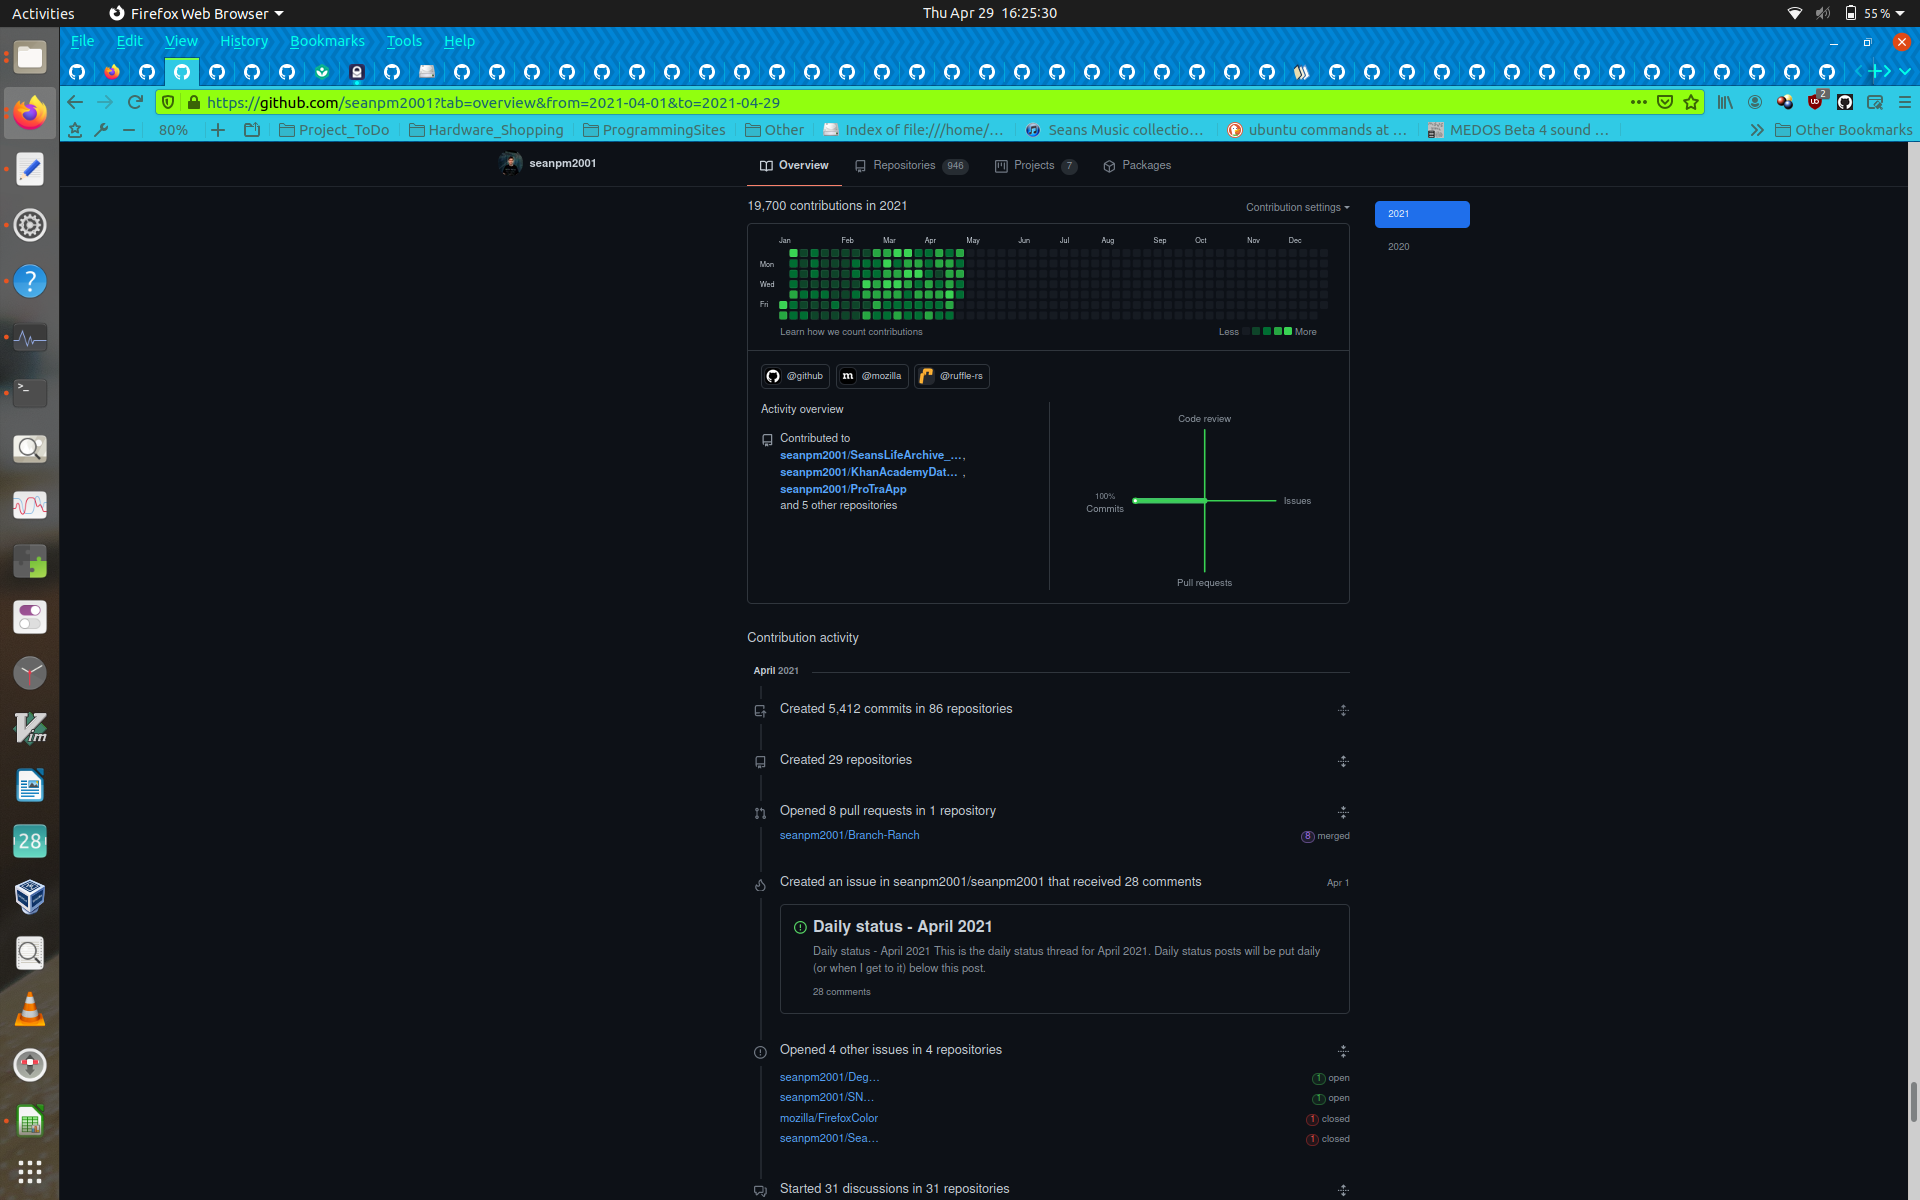 Activities
Firefox Web Browser
Thu Apr 29 16:25:30
55 %
File Edit View History Bookmarks Tools Help
https://github.com/seanpm2001?tab=overview&from=2021-04-01&to=2021-04-29
2
80%
Project_ToDo
Hardware_Shopping
ProgrammingSites
Other
Index of file:///home/...
Seans Music collectio...
ubuntu commands at ...
MEDOS Beta 4 sound ...
Other Bookmarks
seanpm2001
Overview
Repositories 946
Projects 7
Packages
19,700 contributions in 2021
Contribution settings
2021
2020
Jan Feb Mar Apr May Jun Jul Aug Sep Oct Nov Dec
Mon
Wed
Fri
Learn how we count contributions
Less More
@github
@mozilla
@ruffle-rs
Activity overview
Contributed to
seanpm2001/SeansLifeArchive_...,
seanpm2001/KhanAcademyDat... ,
seanpm2001/ProTraApp
and 5 other repositories
Code review
100%
Commits
Issues
Pull requests
Contribution activity
April 2021
Created 5,412 commits in 86 repositories
Created 29 repositories
Opened 8 pull requests in 1 repository
seanpm2001/Branch-Ranch
8 merged
Created an issue in seanpm2001/seanpm2001 that received 28 comments
Apr 1
Daily status - April 2021
Daily status - April 2021 This is the daily status thread for April 2021. Daily status posts will be put daily
(or when I get to it) below this post.
28 comments
Opened 4 other issues in 4 repositories
seanpm2001/Deg...
1 open
seanpm2001/SN...
1 open
mozilla/FirefoxColor
1 closed
seanpm2001/Sea...
1 closed
Started 31 discussions in 31 repositories
Vim
28